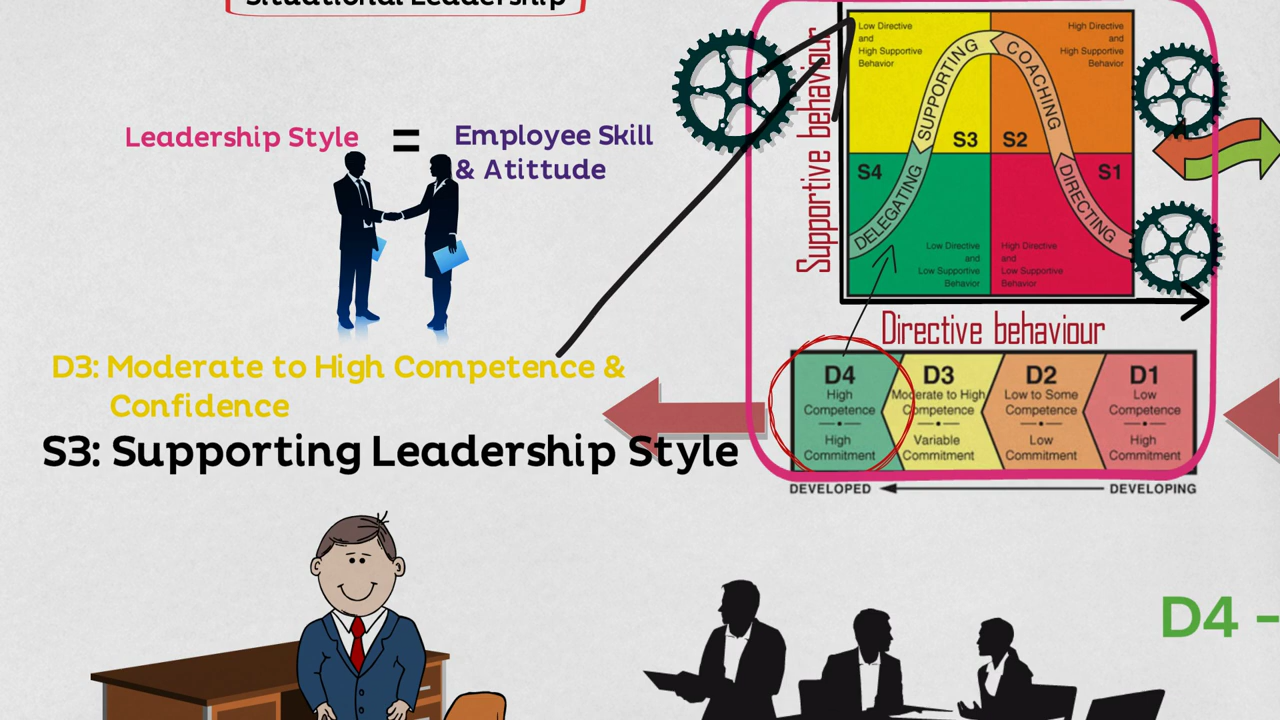 Situational Leadership
Leadership Style
=
Employee Skill
& Atittude
D3: Moderate to High Competence &
Confidence
S3: Supporting Leadership Style
Supportive behaviour
Low Directive
and
High Supportive
Behavior
High Directive
and
High Supportive
Behavior
SUPPORTING
COACHING
S3
S2
S4
S1
DELEGATING
DIRECTING
Low Directive
and
Low Supportive
Behavior
High Directive
and
Low Supportive
Behavior
Directive behaviour
D4
High
Competence
High
Commitment
D3
Moderate to High
Competence
Variable
Commitment
D2
Low to Some
Competence
Low
Commitment
D1
Low
Competence
High
Commitment
DEVELOPED
DEVELOPING
D4 -